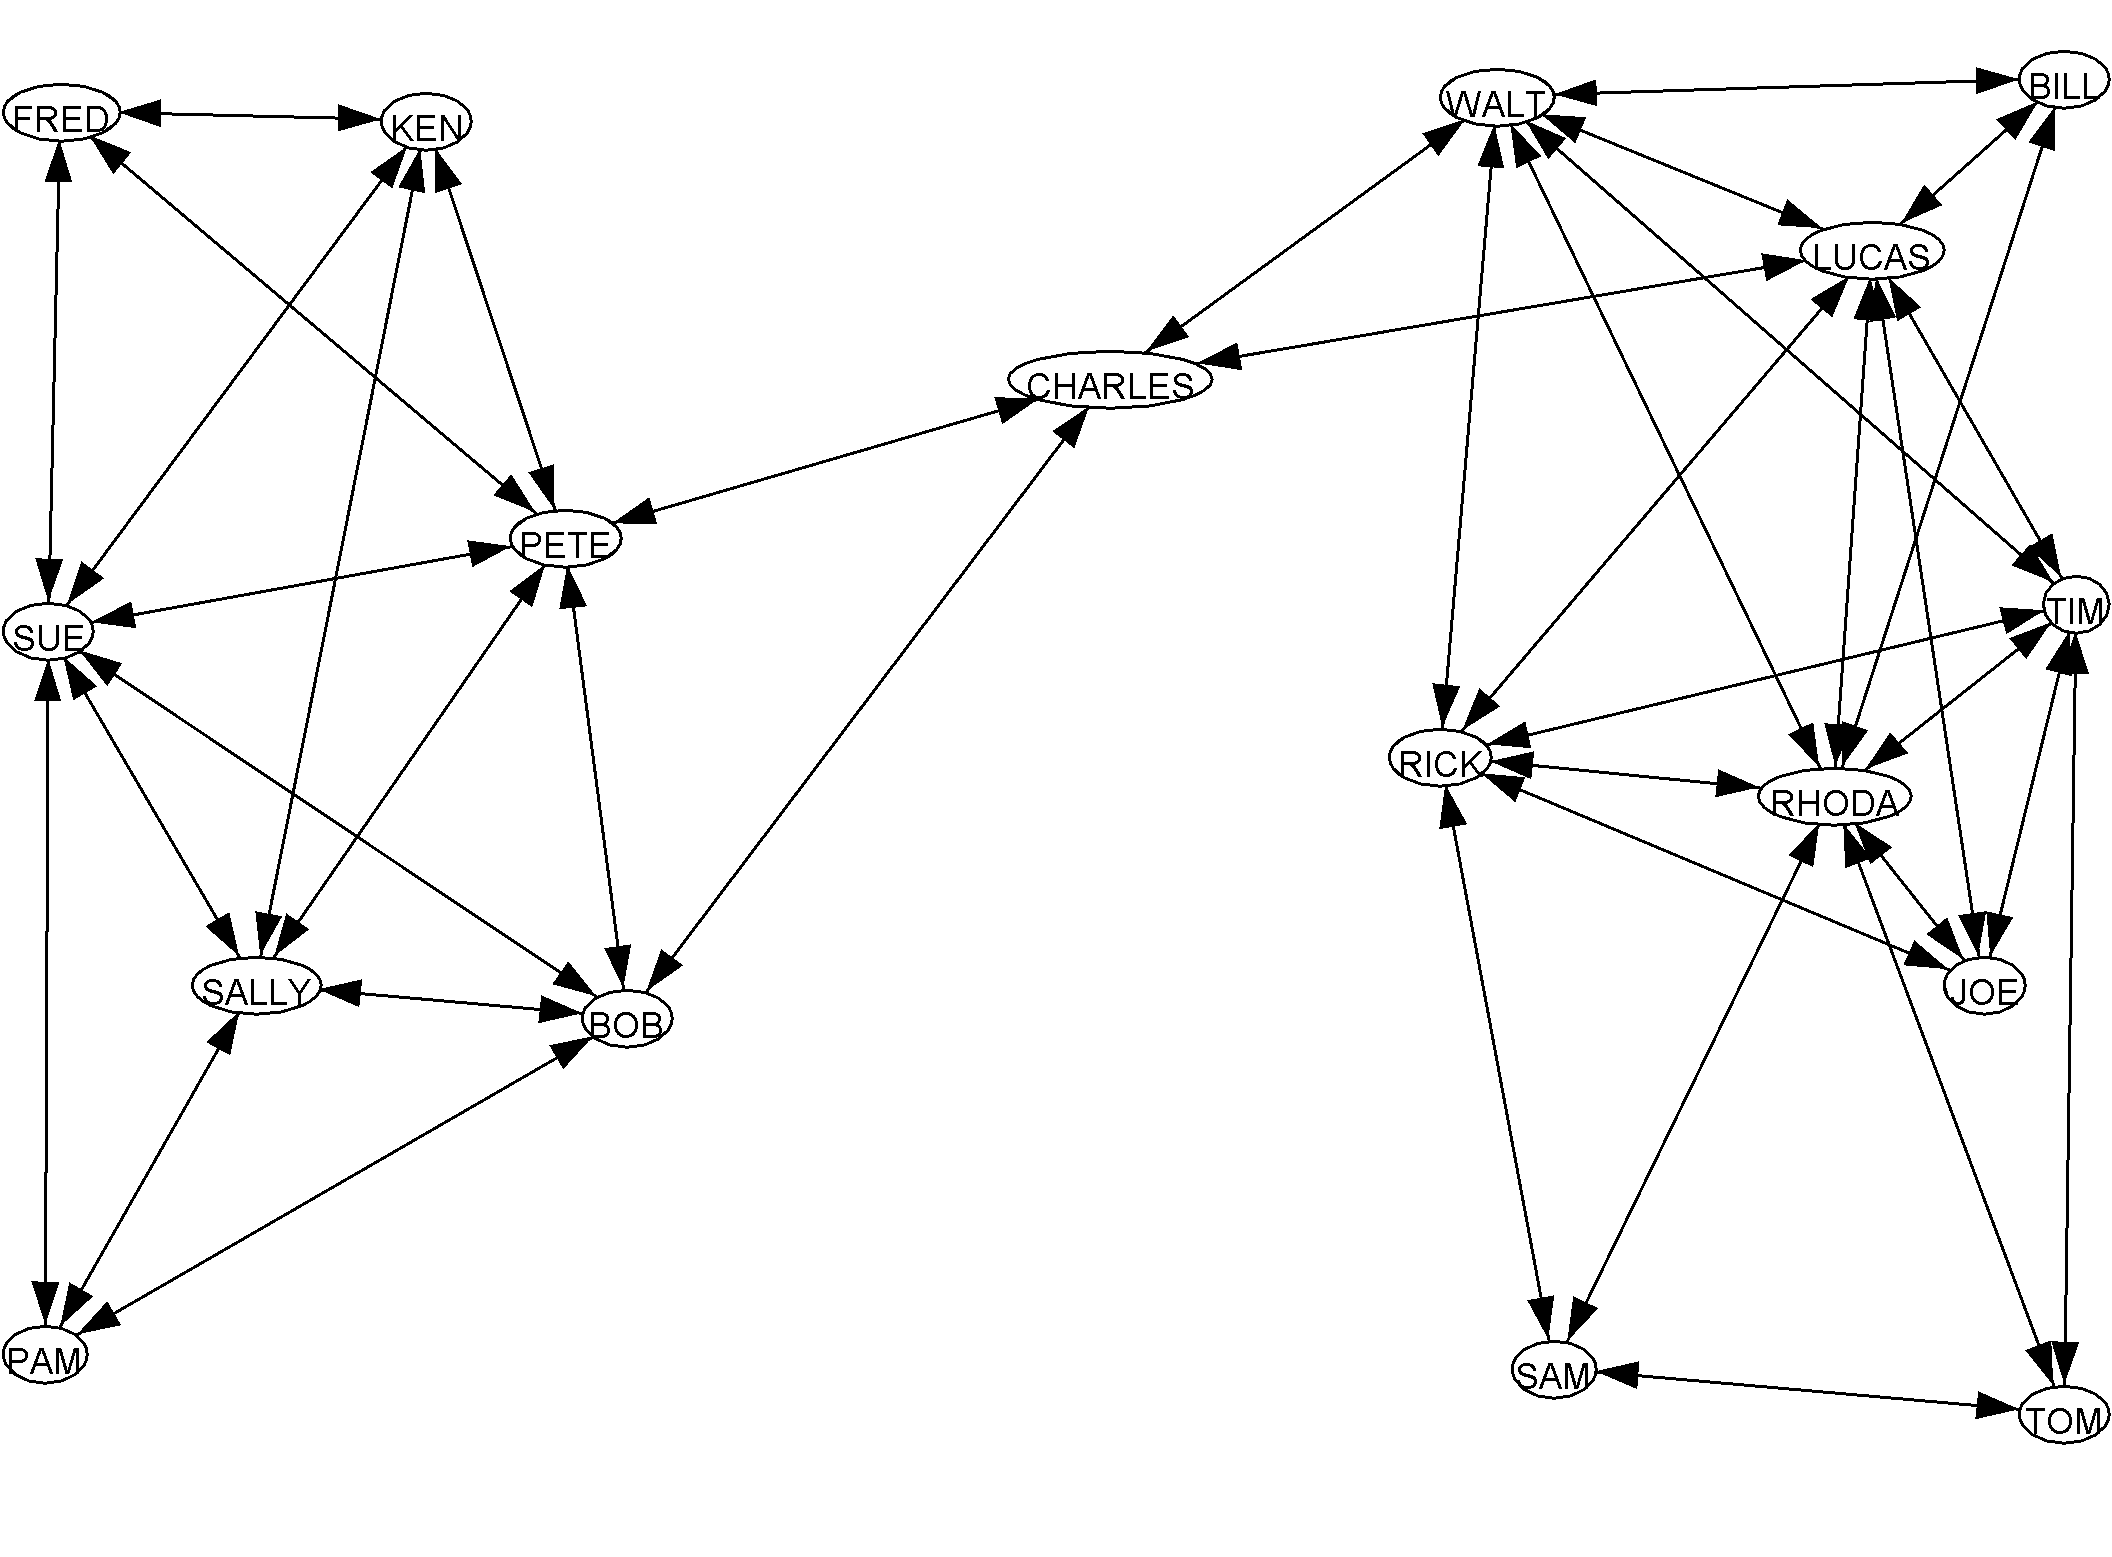 FRED
KEN
WALT
BILL
LUCAS
CHARLES
PETE
SUE
TIM
RICK
RHODA
SALLY
BOB
JOE
PAM
SAM
TOM